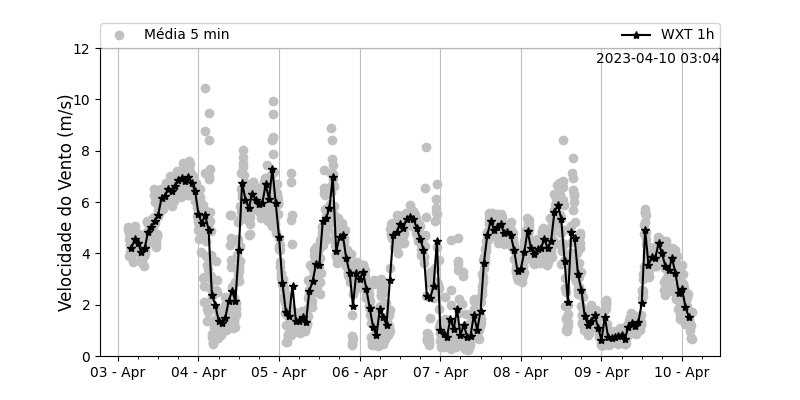 Média 5 min
WXT 1h
2023-04-10 03:04
Velocidade do Vento (m/s)
12
10
8
6
4
2
0
03 - Apr
04 - Apr
05 - Apr
06 - Apr
07 - Apr
08 - Apr
09 - Apr
10 - Apr